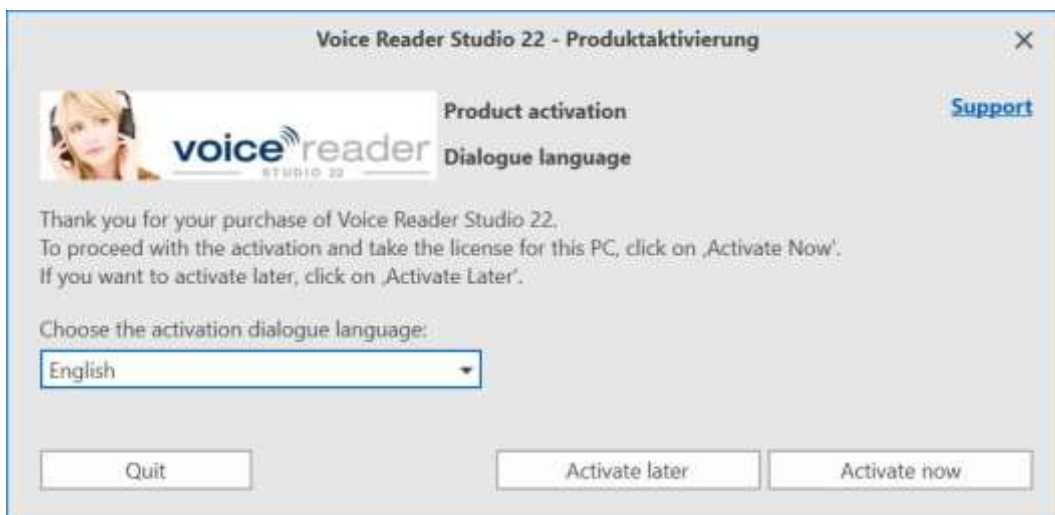 Voice Reader Studio 22 - Produktaktivierung
Product activation
Support
voice reader
STUDIO 22
Dialogue language
Thank you for your purchase of Voice Reader Studio 22.
To proceed with the activation and take the license for this PC, click on ‚Activate Now'.
If you want to activate later, click on ‚Activate Later'.
Choose the activation dialogue language:
English
Quit
Activate later
Activate now